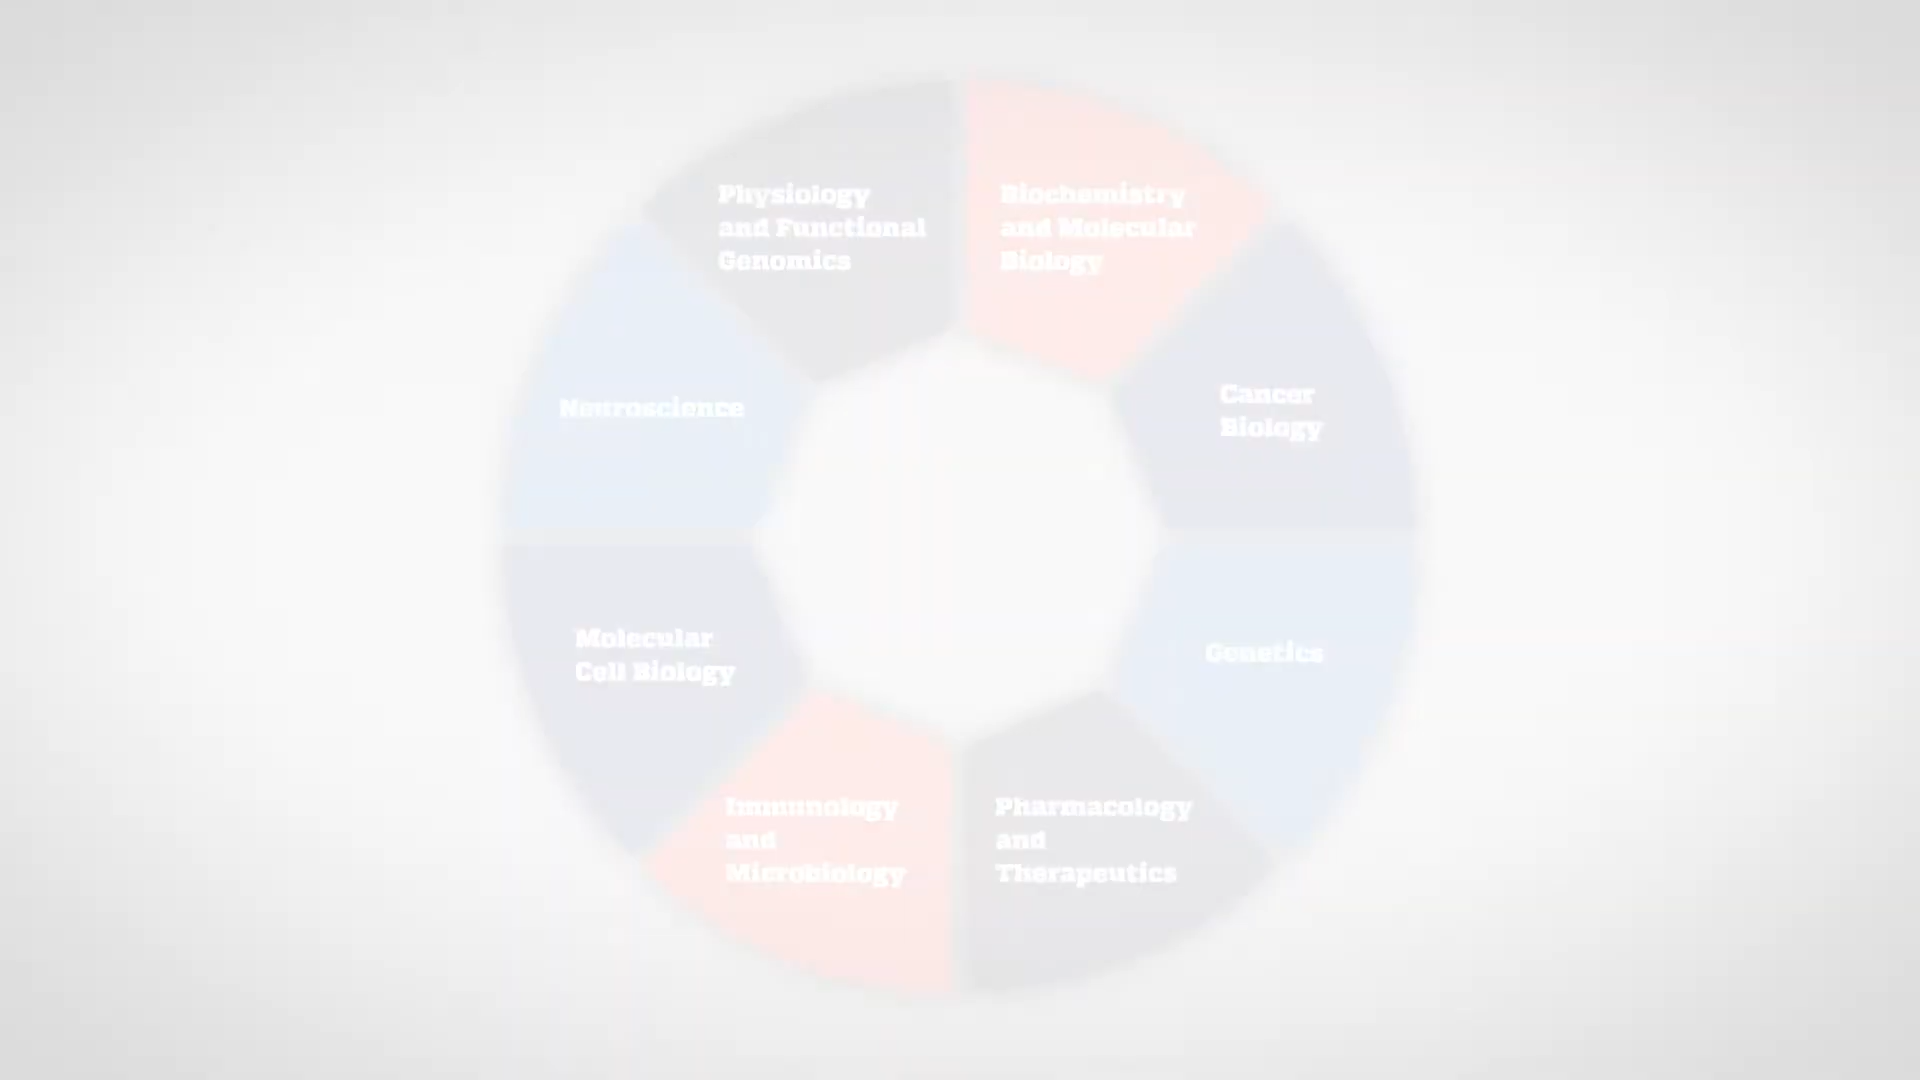 Physiology
and Functional
Genomics
Biochemistry
and Molecular
Biology
Neuroscience
Cancer
Biology
Molecular
Cell Biology
Genetics
Immunology
and
Microbiology
Pharmacology
and
Therapeutics